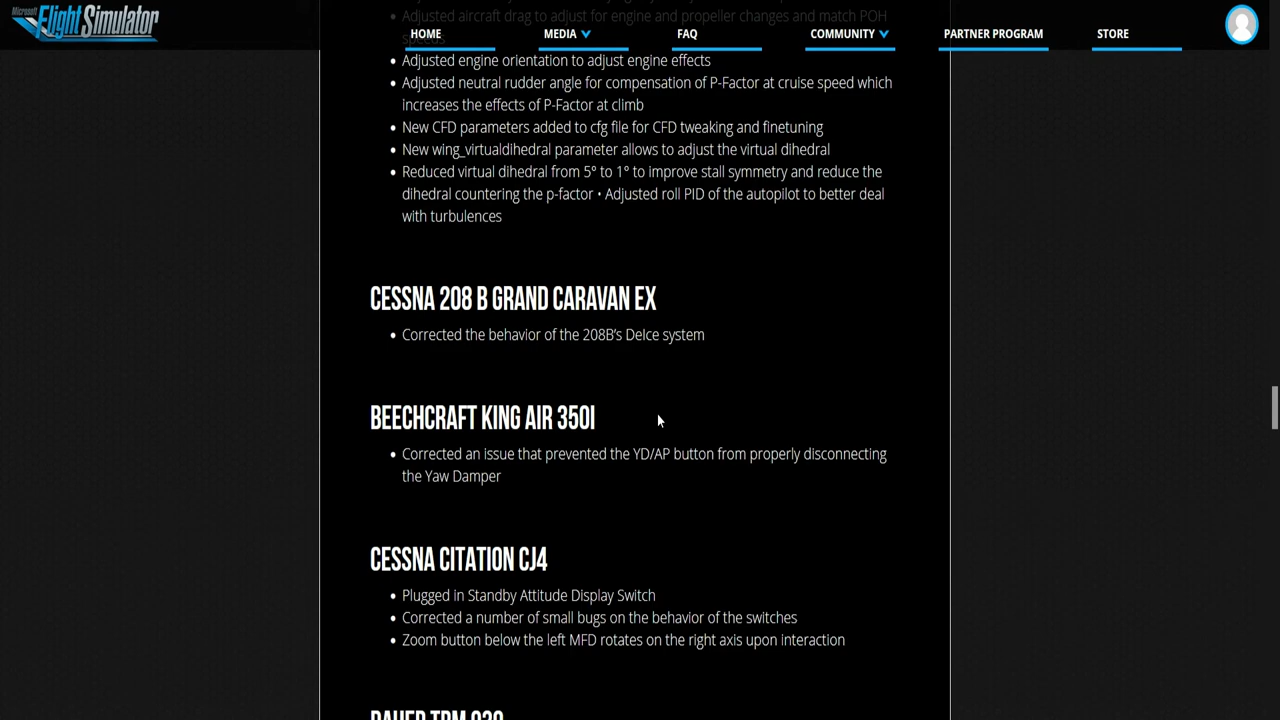 Microsoft
FlightSimulator
HOME
MEDIA
FAQ
COMMUNITY
PARTNER PROGRAM
STORE
• Adjusted aircraft drag to adjust for engine and propeller changes and match POH
speeds
• Adjusted engine orientation to adjust engine effects
• Adjusted neutral rudder angle for compensation of P-Factor at cruise speed which
increases the effects of P-Factor at climb
• New CFD parameters added to cfg file for CFD tweaking and finetuning
• New wing_virtualdihedral parameter allows to adjust the virtual dihedral
• Reduced virtual dihedral from 5º to 1º to improve stall symmetry and reduce the
dihedral countering the p-factor • Adjusted roll PID of the autopilot to better deal
with turbulences
CESSNA 208 B GRAND CARAVAN EX
• Corrected the behavior of the 208B’s DeIce system
BEECHCRAFT KING AIR 350I
• Corrected an issue that prevented the YD/AP button from properly disconnecting
the Yaw Damper
CESSNA CITATION CJ4
• Plugged in Standby Attitude Display Switch
• Corrected a number of small bugs on the behavior of the switches
• Zoom button below the left MFD rotates on the right axis upon interaction